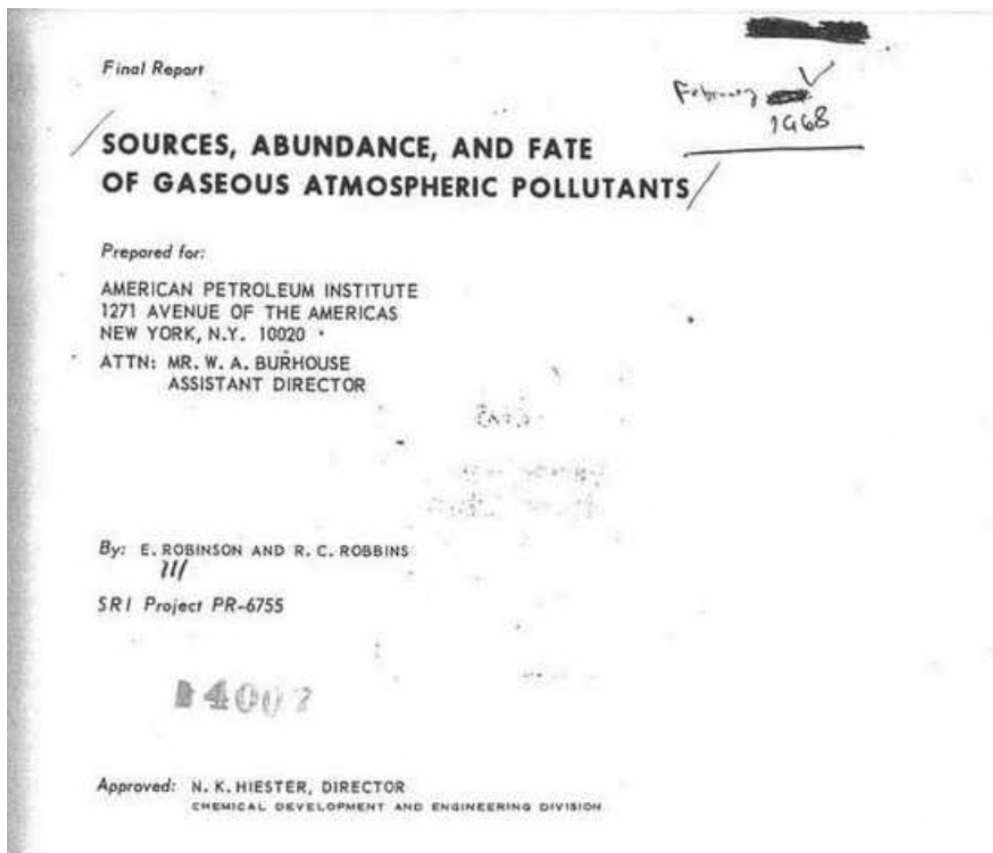 Final Report
February
1968
SOURCES, ABUNDANCE, AND FATE
OF GASEOUS ATMOSPHERIC POLLUTANTS
Prepared for:
AMERICAN PETROLEUM INSTITUTE
1271 AVENUE OF THE AMERICAS
NEW YORK, N.Y. 10020
ATTN: MR. W. A. BURHOUSE
ASSISTANT DIRECTOR
By: E. ROBINSON AND R. C. ROBBINS
SRI Project PR-6755
Approved: N. K. HIESTER, DIRECTOR
CHEMICAL DEVELOPMENT AND ENGINEERING DIVISION